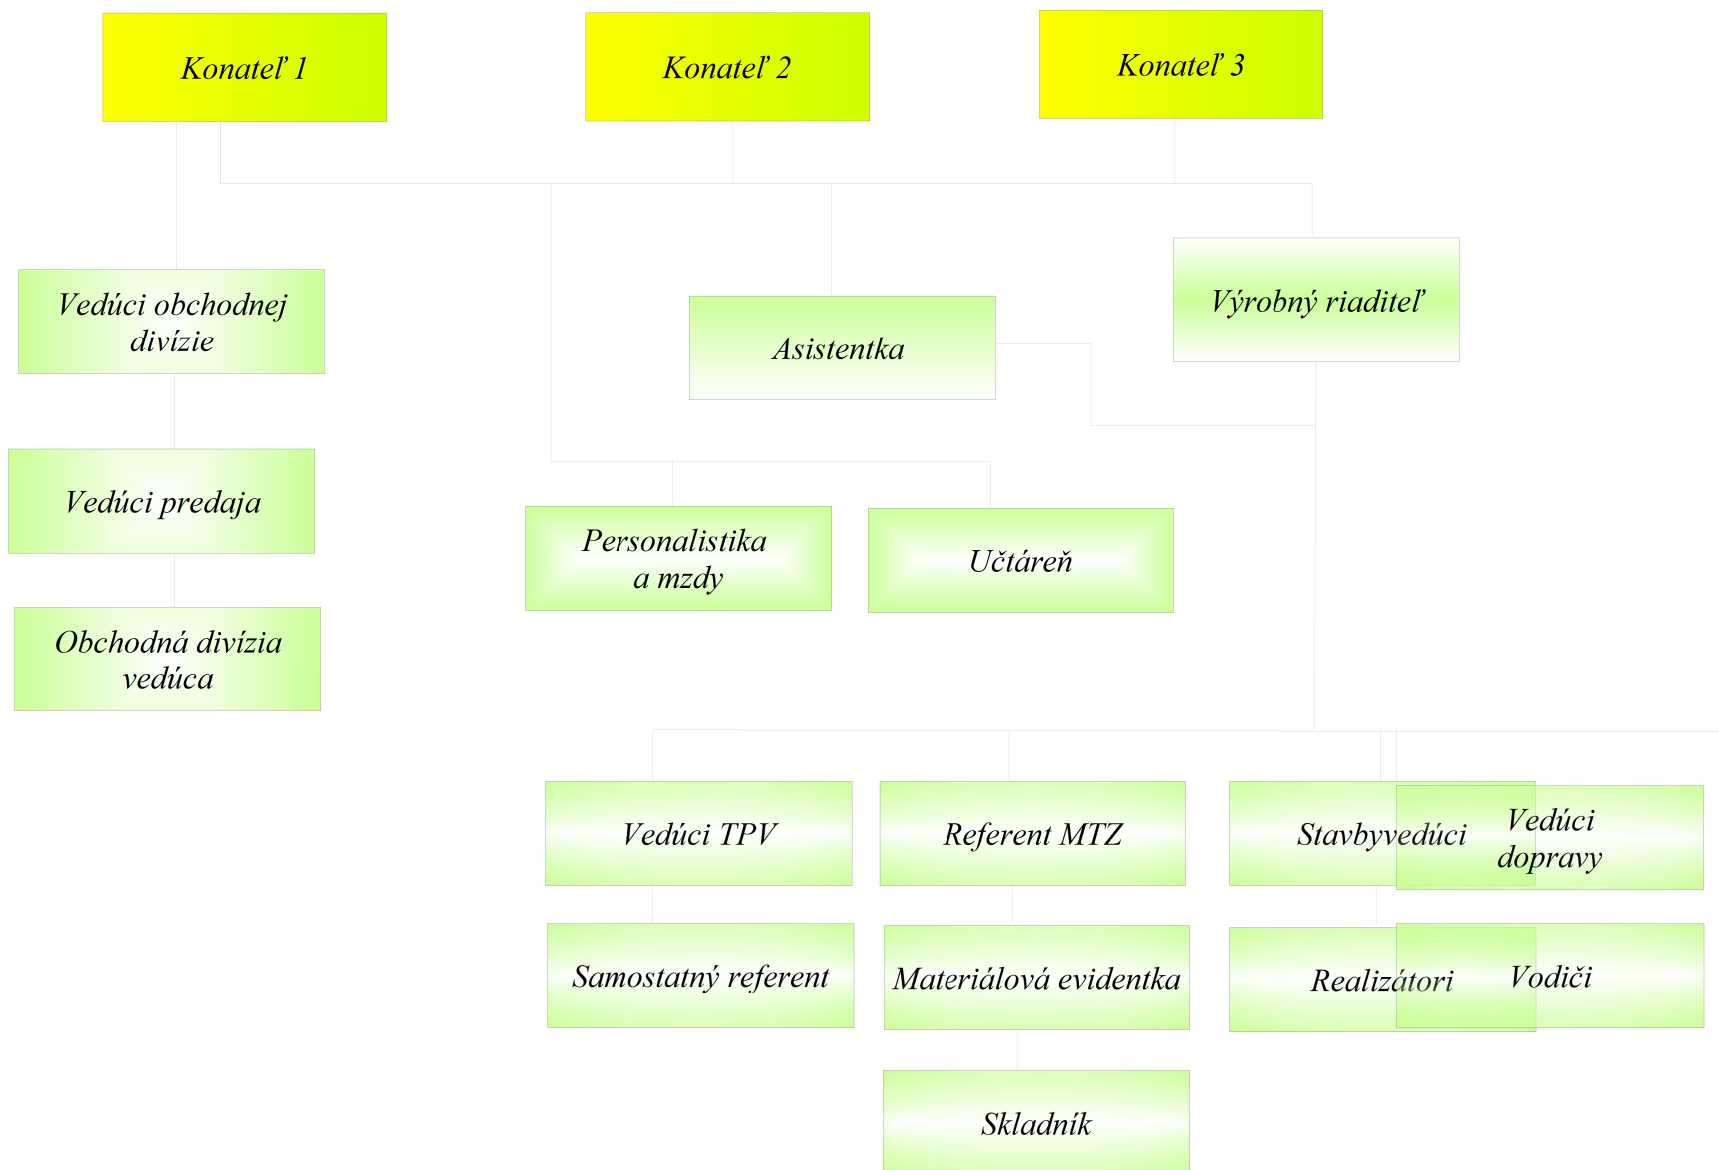 Konateľ 1
Konateľ 2
Konateľ 3
Vedúci obchodnej
divízie
Asistentka
Výrobný riaditeľ
Vedúci predaja
Personalistika
a mzdy
Učtáreň
Obchodná divízia
vedúca
Vedúci TPV
Referent MTZ
Stavbyvedúci
Vedúci
dopravy
Samostatný referent
Materiálová evidentka
Realizátori
Vodiči
Skladník